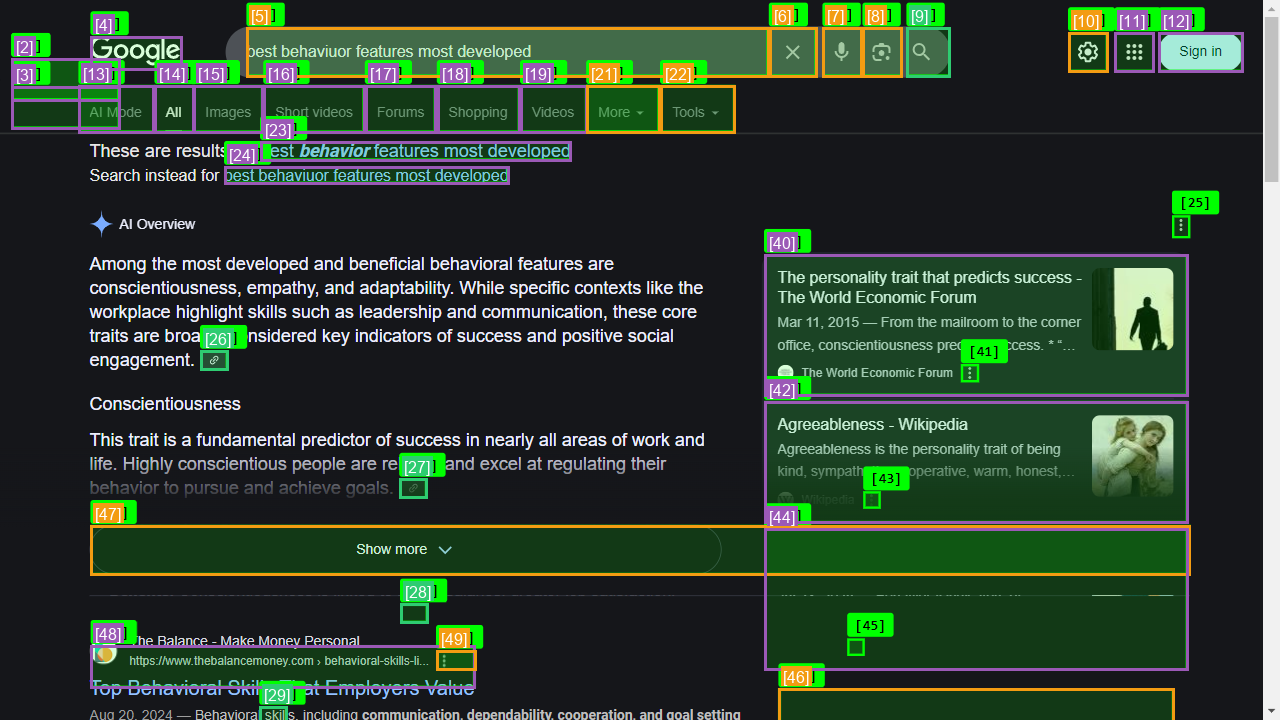 [2]
[4]
[5]
[6]
[7]
[8]
[9]
[10]
[11]
[12]
Google
best behaviuor features most developed
Sign in
[3]
[13]
[14]
[15]
[16]
[17]
[18]
[19]
[21]
[22]
AI Mode
All
Images
Short videos
Forums
Shopping
Videos
More
Tools
[23]
These are results best behavior features most developed
[24]
Search instead for best behaviuor features most developed
[25]
AI Overview
Among the most developed and beneficial behavioral features are
conscientiousness, empathy, and adaptability. While specific contexts like the
workplace highlight skills such as leadership and communication, these core
traits are considered key indicators of success and positive social
[26]
engagement.
Conscientiousness
This trait is a fundamental predictor of success in nearly all areas of work and
life. Highly conscientious people are and excel at regulating their
[27]
behavior to pursue and achieve goals.
[40]
The personality trait that predicts success -
The World Economic Forum
Mar 11, 2015 — From the mailroom to the corner
office, conscientiousness success. * “…
[41]
The World Economic Forum
[42]
Agreeableness - Wikipedia
Agreeableness is the personality trait of being
kind, cooperative, warm, honest,…
[43]
Wikipedia
[44]
[47]
Show more
[28]
[45]
[48]
The Balance - Make Money Personal
[49]
https://www.thebalancemoney.com › behavioral-skills-li...
Top Behavioral Skills That Employers Value
[46]
[29]
Aug 20, 2024 — Behavioral skills, including communication, dependability, cooperation, and goal setting